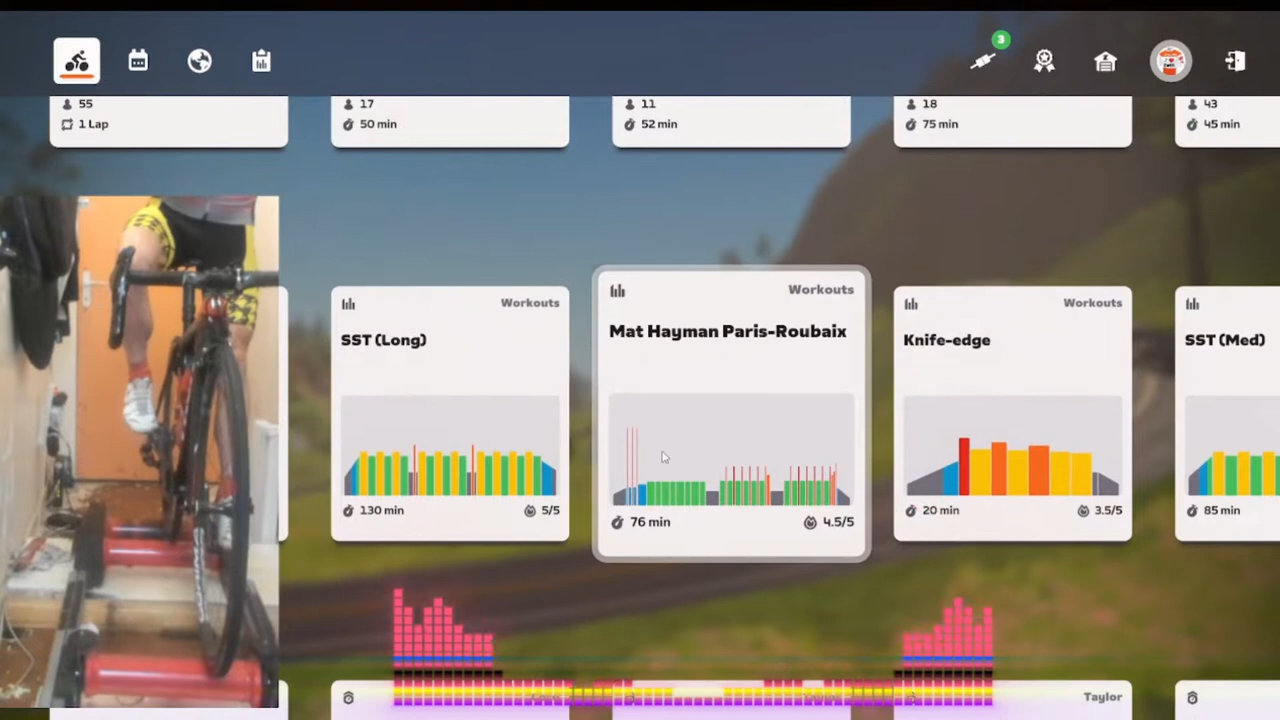 3
55
1 Lap
17
50 min
11
52 min
18
75 min
43
45 min
Workouts
SST (Long)
130 min
5/5
Workouts
Mat Hayman Paris-Roubaix
76 min
4.5/5
Workouts
Knife-edge
20 min
3.5/5
SST (Med)
85 min
Taylor